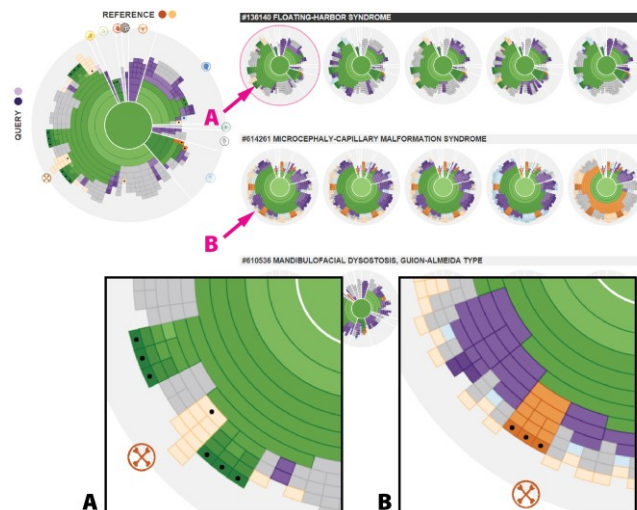 REFERENCE
QUERY
#136140 FLOATING-HARBOR SYNDROME
A
#614261 MICROCEPHALY-CAPILLARY MALFORMATION SYNDROME
B
#610536 MANDIBULOFACIAL DYSOSTOSIS, GUION-ALMEIDA TYPE
A
B